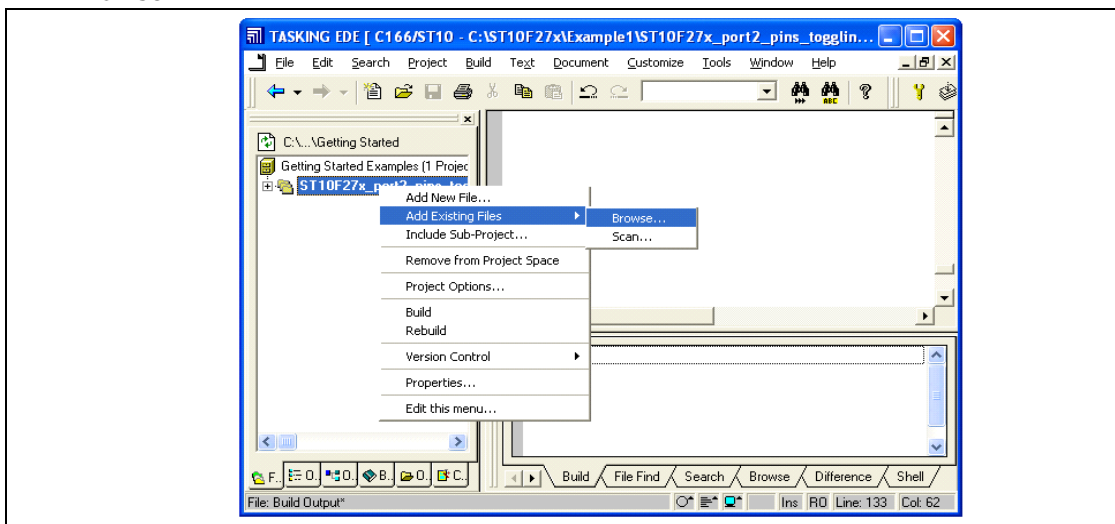 TASKING EDE [ C166/ST10 - C:\ST10F27x\Example1\ST10F27x_port2_pins_togglin...
File Edit Search Project Build Text Document Customize Tools Window Help
ABC
C:\...\Getting Started
Getting Started Examples (1 Projec
ST10F27x_port2_pins_tog
Add New File...
Add Existing Files
Browse...
Include Sub-Project...
Scan...
Remove from Project Space
Project Options...
Build
Rebuild
Version Control
Properties...
Edit this menu...
F.. O. O. B.. O. C.
Build File Find Search Browse Difference Shell
File: Build Output* Ins RO Line: 133 Col: 62